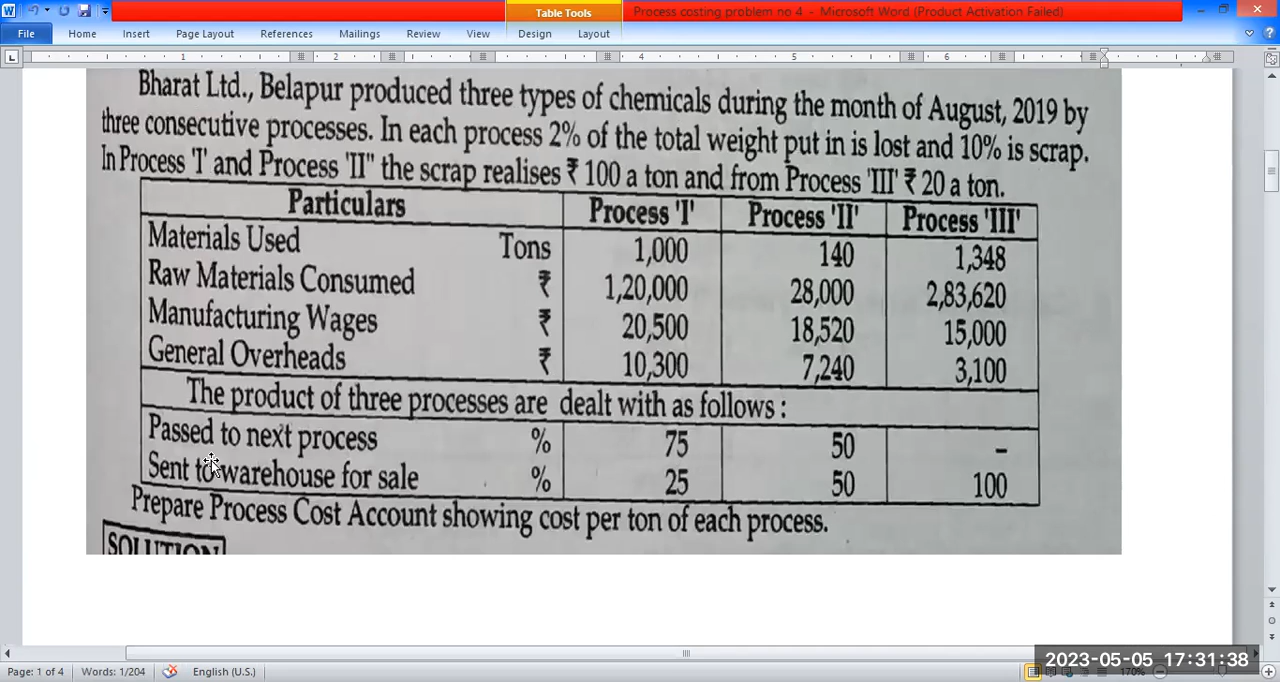 Table Tools
Process costing problem no 4 - Microsoft Word (Product Activation Failed)
File Home Insert Page Layout References Mailings Review View Design Layout
1 2 4 5 6
Bharat Ltd., Belapur produced three types of chemicals during the month of August, 2019 by
three consecutive processes. In each process 2% of the total weight put in is lost and 10% is scrap.
In Process 'I' and Process 'II" the scrap realises ₹ 100 a ton and from Process 'III' ₹ 20 a ton.
Particulars Process 'I' Process 'II' Process 'III'
Materials Used Tons 1,000 140 1,348
Raw Materials Consumed ₹ 1,20,000 28,000 2,83,620
Manufacturing Wages ₹ 20,500 18,520 15,000
General Overheads ₹ 10,300 7,240 3,100
The product of three processes are dealt with as follows :
Passed to next process % 75 50 –
Sent to warehouse for sale % 25 50 100
Prepare Process Cost Account showing cost per ton of each process.
SOLUTION
2023-05-05 17:31:38
Page: 1 of 4 Words: 1/204 English (U.S.) 170%